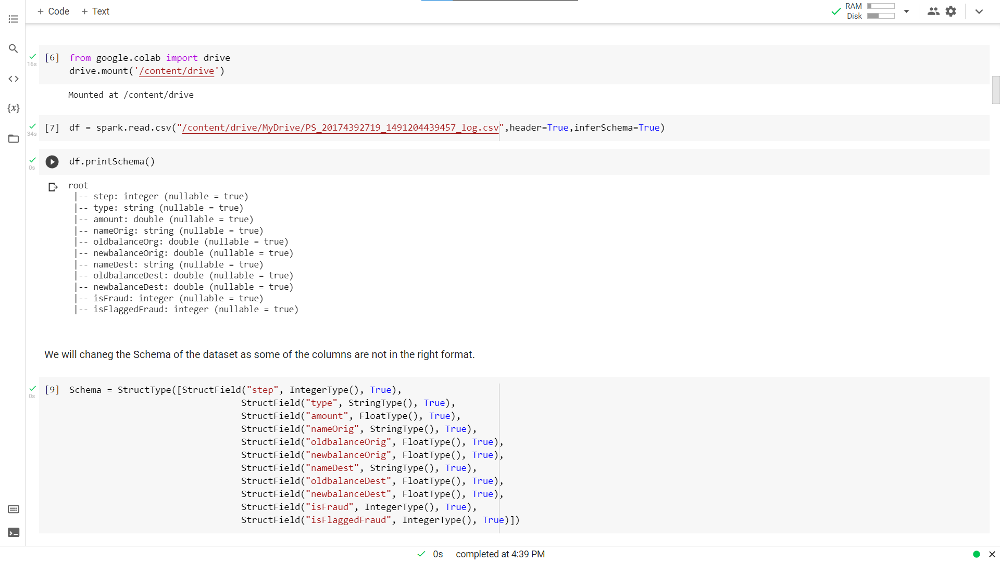 + Code + Text
RAM
Disk
16s
[6] from google.colab import drive
drive.mount('/content/drive')
Mounted at /content/drive
34s
[7] df = spark.read.csv("/content/drive/MyDrive/PS_20174392719_1491204439457_log.csv",header=True,inferSchema=True)
0s
df.printSchema()
root
|-- step: integer (nullable = true)
|-- type: string (nullable = true)
|-- amount: double (nullable = true)
|-- nameOrig: string (nullable = true)
|-- oldbalanceOrg: double (nullable = true)
|-- newbalanceOrig: double (nullable = true)
|-- nameDest: string (nullable = true)
|-- oldbalanceDest: double (nullable = true)
|-- newbalanceDest: double (nullable = true)
|-- isFraud: integer (nullable = true)
|-- isFlaggedFraud: integer (nullable = true)
We will chaneg the Schema of the dataset as some of the columns are not in the right format.
0s
[9] Schema = StructType([StructField("step", IntegerType(), True),
StructField("type", StringType(), True),
StructField("amount", FloatType(), True),
StructField("nameOrig", StringType(), True),
StructField("oldbalanceOrig", FloatType(), True),
StructField("newbalanceOrig", FloatType(), True),
StructField("nameDest", StringType(), True),
StructField("oldbalanceDest", FloatType(), True),
StructField("newbalanceDest", FloatType(), True),
StructField("isFraud", IntegerType(), True),
StructField("isFlaggedFraud", IntegerType(), True)])
0s completed at 4:39 PM